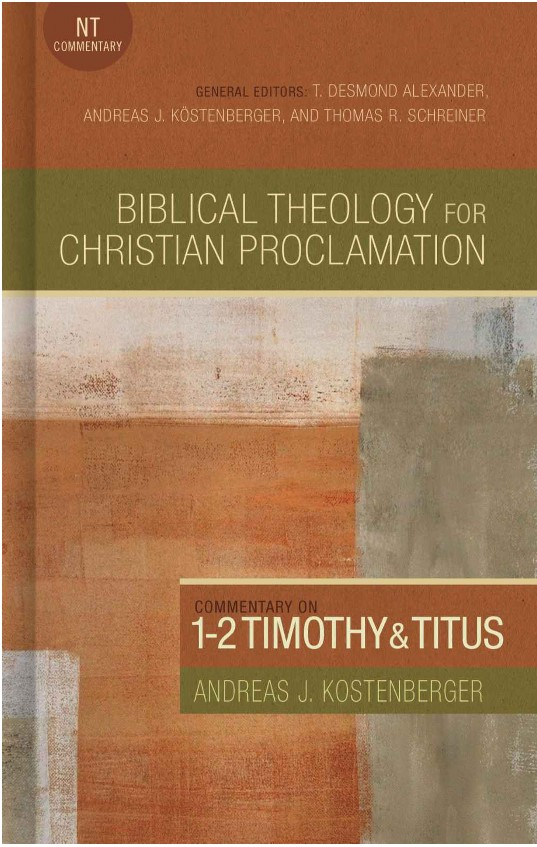 NT
COMMENTARY
GENERAL EDITORS: T. DESMOND ALEXANDER,
ANDREAS J. KÖSTENBERGER, AND THOMAS R. SCHREINER
BIBLICAL THEOLOGY FOR
CHRISTIAN PROCLAMATION
COMMENTARY ON
1-2 TIMOTHY & TITUS
ANDREAS J. KOSTENBERGER